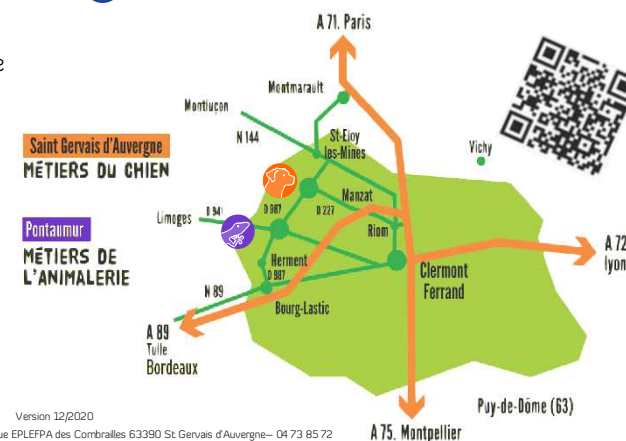 A 71. Paris
e
Montmarault
Montluçon
N 144
St-Eloy
les-Mines
Vichy
Saint Gervais d'Auvergne
MÉTIERS DU CHIEN
Manzat
D 941
D 987
D 227
Limoges
Riom
Pontaumur
MÉTIERS DE
L'ANIMALERIE
A 72
lyon
Herment
D 987
Clermont
Ferrand
N 89
Bourg-Lastic
A 89
Tulle
Bordeaux
Puy-de-Dôme (63)
Version 12/2020
ue EPLEFPA des Combrailles 63390 St Gervais d'Auvergne– 04 73 85 72
A 75. Montpellier